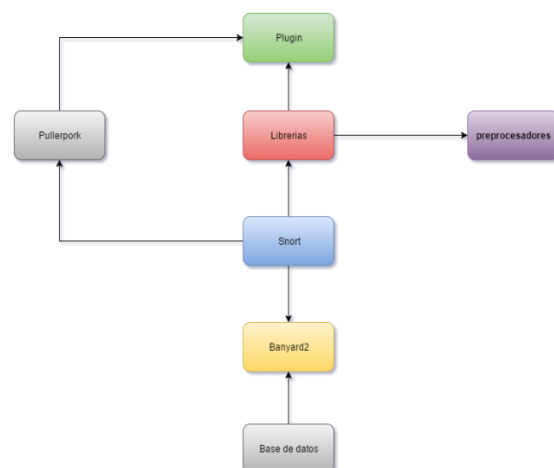 Plugin
Pullerpork
Librerias
preprocesadores
Snort
Banyard2
Base de datos